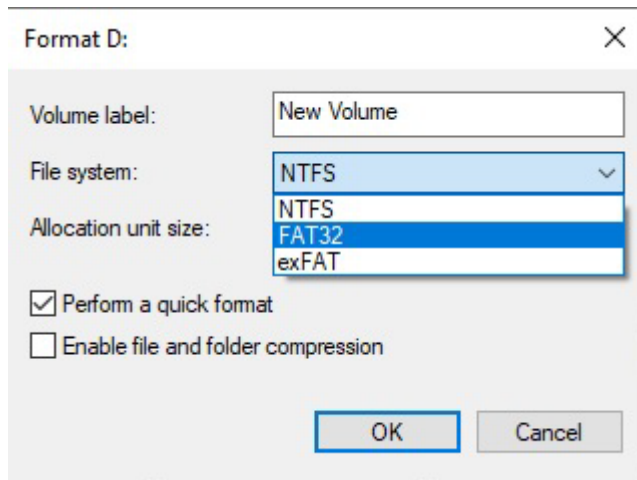 Format D:
Volume label: New Volume
File system: NTFS
NTFS
Allocation unit size: FAT32
exFAT
Perform a quick format
Enable file and folder compression
OK Cancel